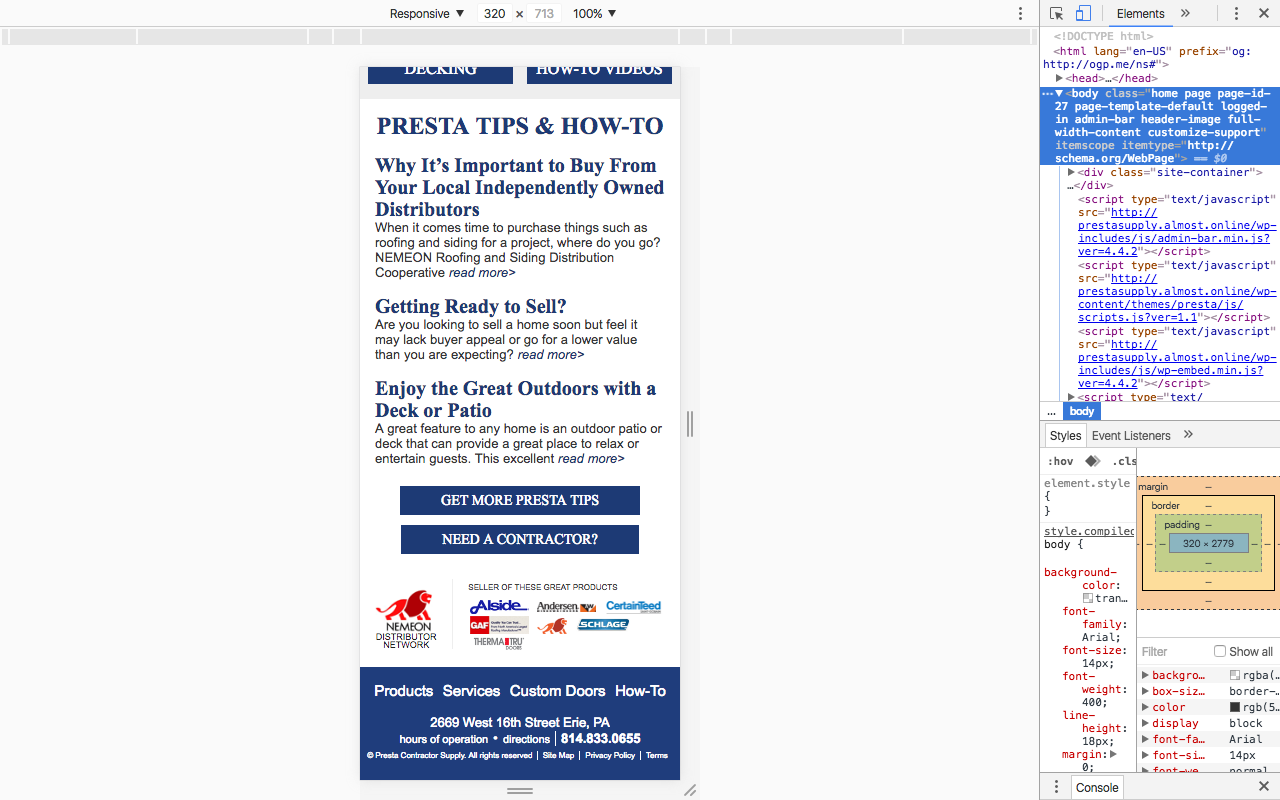 Responsive ▼ 320 × 713 100% ▼
Elements
DECKING HOW-TO VIDEOS
PRESTA TIPS & HOW-TO
Why It's Important to Buy From
Your Local Independently Owned
Distributors
When it comes time to purchase things such as
roofing and siding for a project, where do you go?
NEMEON Roofing and Siding Distribution
Cooperative read more>
Getting Ready to Sell?
Are you looking to sell a home soon but feel it
may lack buyer appeal or go for a lower value
than you are expecting? read more>
Enjoy the Great Outdoors with a
Deck or Patio
A great feature to any home is an outdoor patio or
deck that can provide a great place to relax or
entertain guests. This excellent read more>
GET MORE PRESTA TIPS
NEED A CONTRACTOR?
NEMEON
DISTRIBUTOR
NETWORK
SELLER OF THESE GREAT PRODUCTS
Alside Andersen CertainTeed
GAF SCHLAGE
THERMA TRU
DOORS
Products Services Custom Doors How-To
2669 West 16th Street Erie, PA
hours of operation • directions | 814.833.0655
© Presta Contractor Supply. All rights reserved | Site Map | Privacy Policy | Terms
<!DOCTYPE html>
<html lang="en-US" prefix="og:
http://ogp.me/ns#">
▶<head>…</head>
… ▼<body class="home page page-id-
27 page-template-default logged-
in admin-bar header-image full-
width-content customize-support"
itemscope itemtype="http://
schema.org/WebPage"> == $0
▶<div class="site-container">
…</div>
<script type="text/javascript"
src="http://
prestasupply.almost.online/wp-
includes/js/admin-bar.min.js?
ver=4.4.2"></script>
<script type="text/javascript"
src="http://
prestasupply.almost.online/wp-
content/themes/presta/js/
scripts.js?ver=1.1"></script>
<script type="text/javascript"
src="http://
prestasupply.almost.online/wp-
includes/js/wp-embed.min.js?
ver=4.4.2"></script>
▶<script type="text/
... body
Styles Event Listeners
:hov .cls
element.style
{
}
style.compiled
body {
background-
color:
tran…
font-
family:
Arial;
font-size:
14px;
font-
weight:
400;
line-
height:
18px;
margin:▶
0;
margin –
border –
padding –
– – – 320 × 2779 – – –
–
–
–
Filter Show all
▶ backgro… rgba(…
▶ box-siz… border-…
▶ color rgb(5…
▶ display block
▶ font-fa… Arial
▶ font-si… 14px
▶ font-we… normal
Console